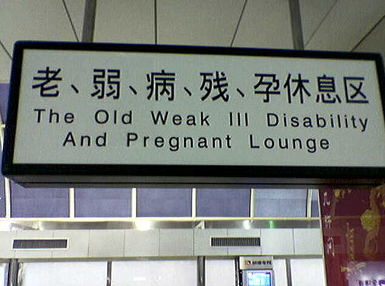 老、弱、病、残、孕休息区
The Old Weak Ill Disability
And Pregnant Lounge